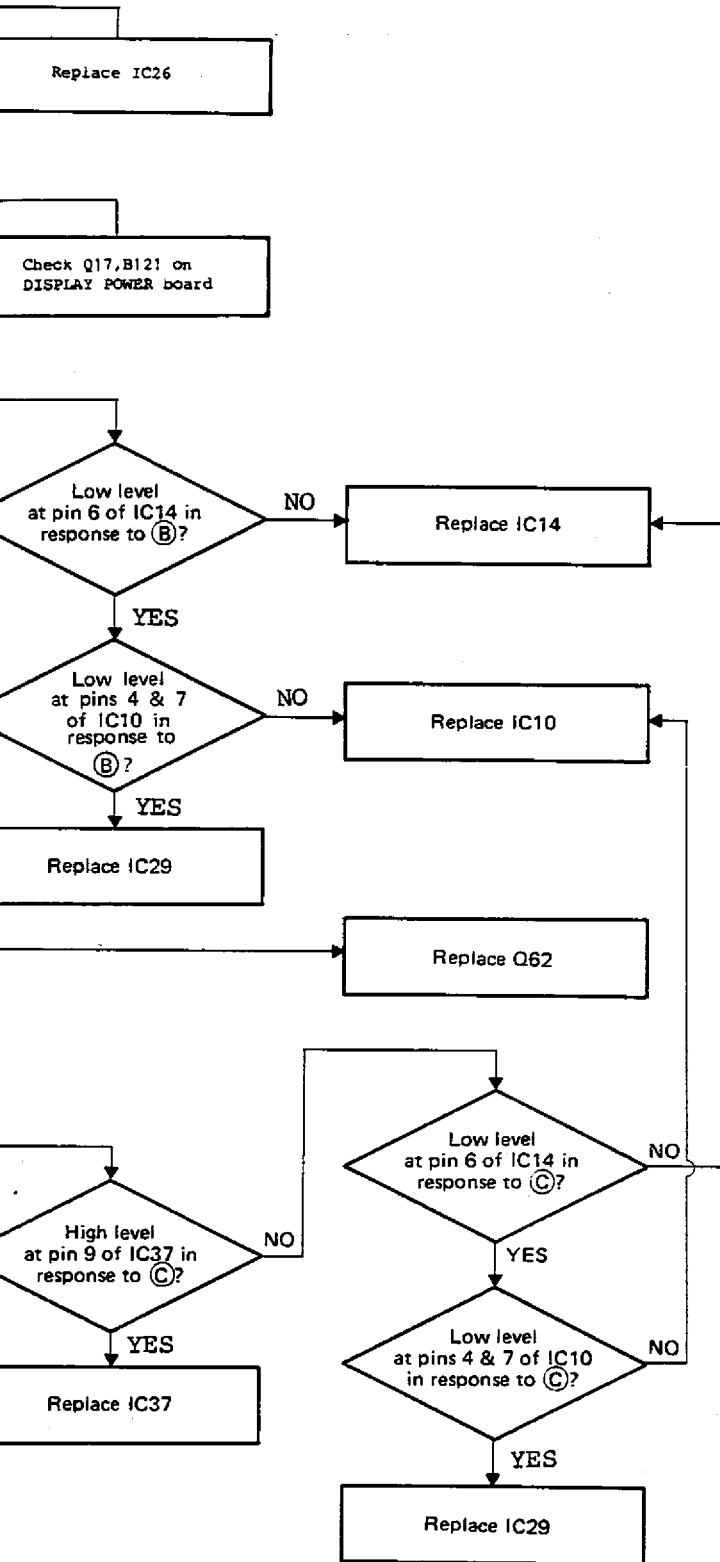 Replace IC26
Check Q17,B121 on
DISPLAY POWER board
Low level
at pin 6 of IC14 in
response to Ⓑ?
NO
Replace IC14
YES
Low level
at pins 4 & 7
of IC10 in
response to
Ⓑ?
NO
Replace IC10
YES
Replace IC29
Replace Q62
Low level
at pin 6 of IC14 in
response to Ⓒ?
NO
High level
at pin 9 of IC37 in
response to Ⓒ?
NO
YES
YES
Low level
at pins 4 & 7 of IC10
in response to Ⓒ?
NO
Replace IC37
YES
Replace IC29